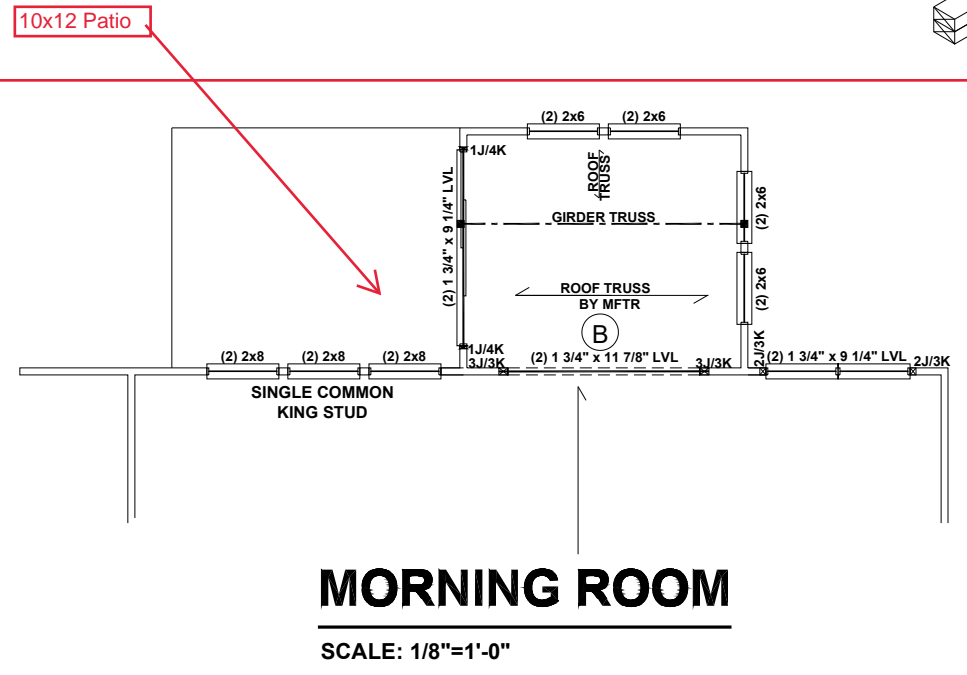 10x12 Patio
(2) 2x6
(2) 2x6
1J/4K
ROOF
TRUSS
(2) 1 3/4" x 9 1/4" LVL
(2) 2x6
GIRDER TRUSS
(2) 2x6
ROOF TRUSS
BY MFTR
B
1J/4K
3J/3K
(2) 1 3/4" x 11 7/8" LVL
3J/3K
2J/3K
(2) 1 3/4" x 9 1/4" LVL
2J/3K
(2) 2x8
(2) 2x8
(2) 2x8
SINGLE COMMON
KING STUD
MORNING ROOM
SCALE: 1/8"=1'-0"